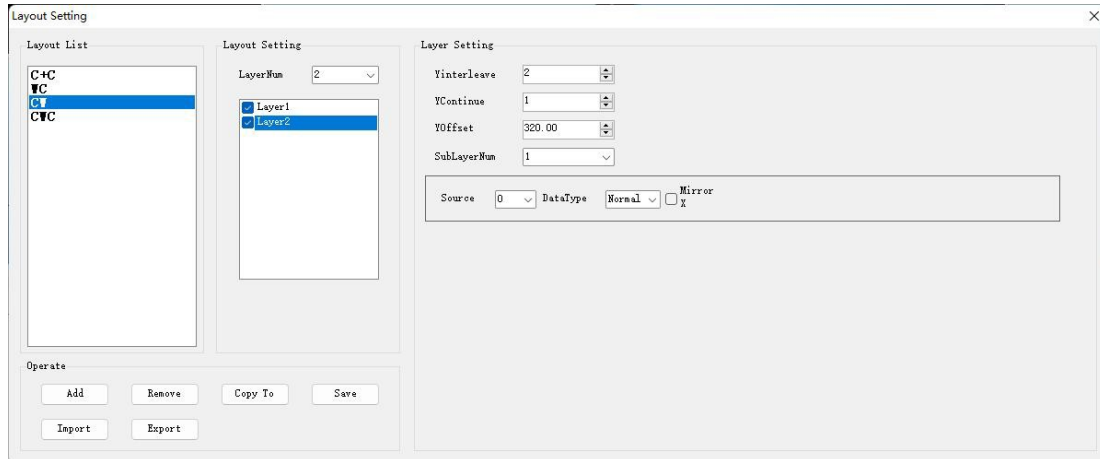 Layout Setting
Layout List
C+C
WC
CW
CWC
Layout Setting
LayerNum 2
Layer1
Layer2
Layer Setting
Yinterleave 2
YContinue 1
YOffset 320.00
SubLayerNum 1
Source 0 DataType Normal Mirror X
Operate
Add Remove Copy To Save
Import Export